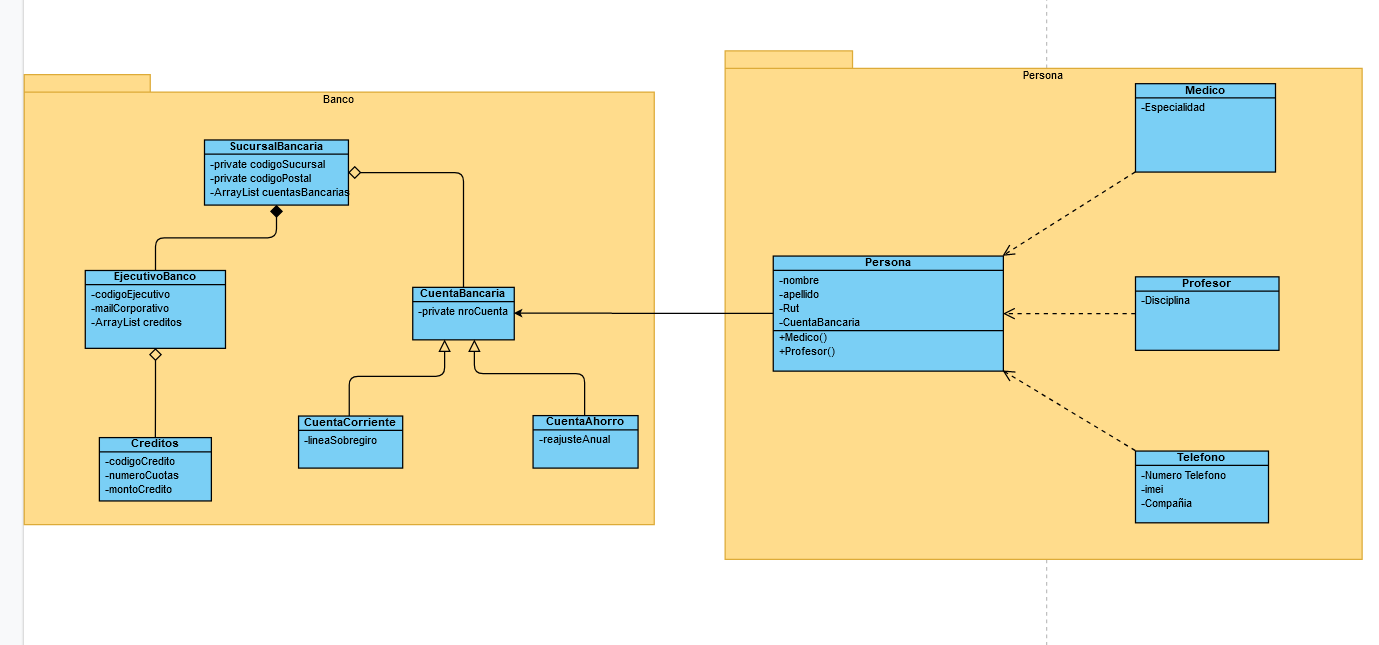 Banco
SucursalBancaria
-private codigoSucursal
-private codigoPostal
-ArrayList cuentasBancarias
EjecutivoBanco
-codigoEjecutivo
-mailCorporativo
-ArrayList creditos
CuentaBancaria
-private nroCuenta
CuentaCorriente
-lineaSobregiro
CuentaAhorro
-reajusteAnual
Creditos
-codigoCredito
-numeroCuotas
-montoCredito
Persona
Medico
-Especialidad
Persona
-nombre
-apellido
-Rut
-CuentaBancaria
+Medico()
+Profesor()
Profesor
-Disciplina
Telefono
-Numero Telefono
-imei
-Compañia